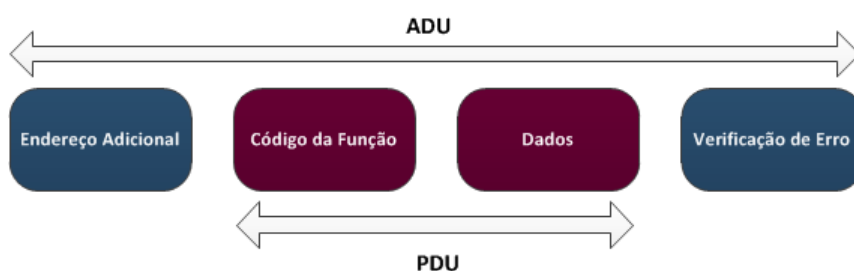 ADU
Endereço Adicional
Código da Função
Dados
Verificação de Erro
PDU